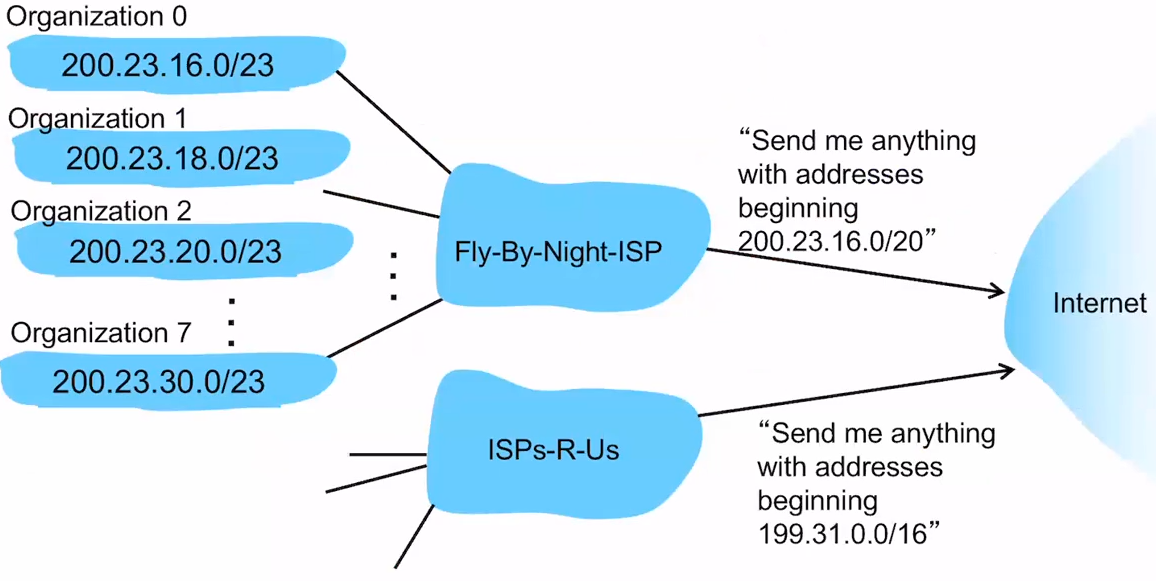 Organization 0
200.23.16.0/23
Organization 1
200.23.18.0/23
Organization 2
200.23.20.0/23
Organization 7
200.23.30.0/23
Fly-By-Night-ISP
“Send me anything
with addresses
beginning
200.23.16.0/20”
Internet
ISPs-R-Us
“Send me anything
with addresses
beginning
199.31.0.0/16”